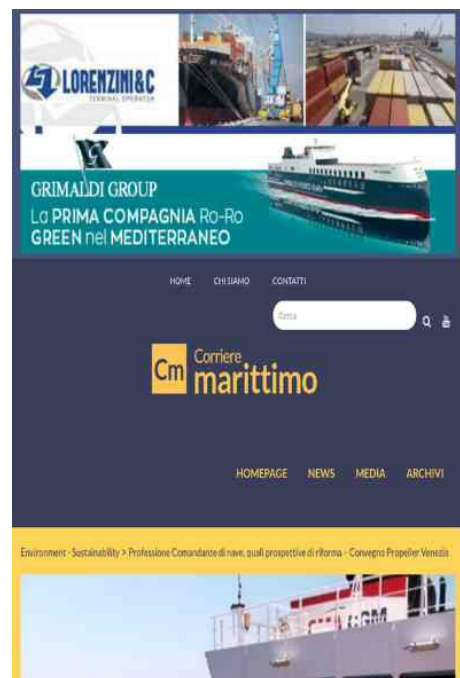 LORENZINI&C
TERMINAL OPERATOR
GRIMALDI GROUP
La PRIMA COMPAGNIA Ro-Ro
GREEN nel MEDITERRANEO
HOME CHI SIAMO CONTATTI
Cerca
Cm Corriere
marittimo
HOMEPAGE NEWS MEDIA ARCHIVI
Environment - Sustainability > Professione Comandante di nave, quali prospettive di riforma - Convegno Propeller Venezia